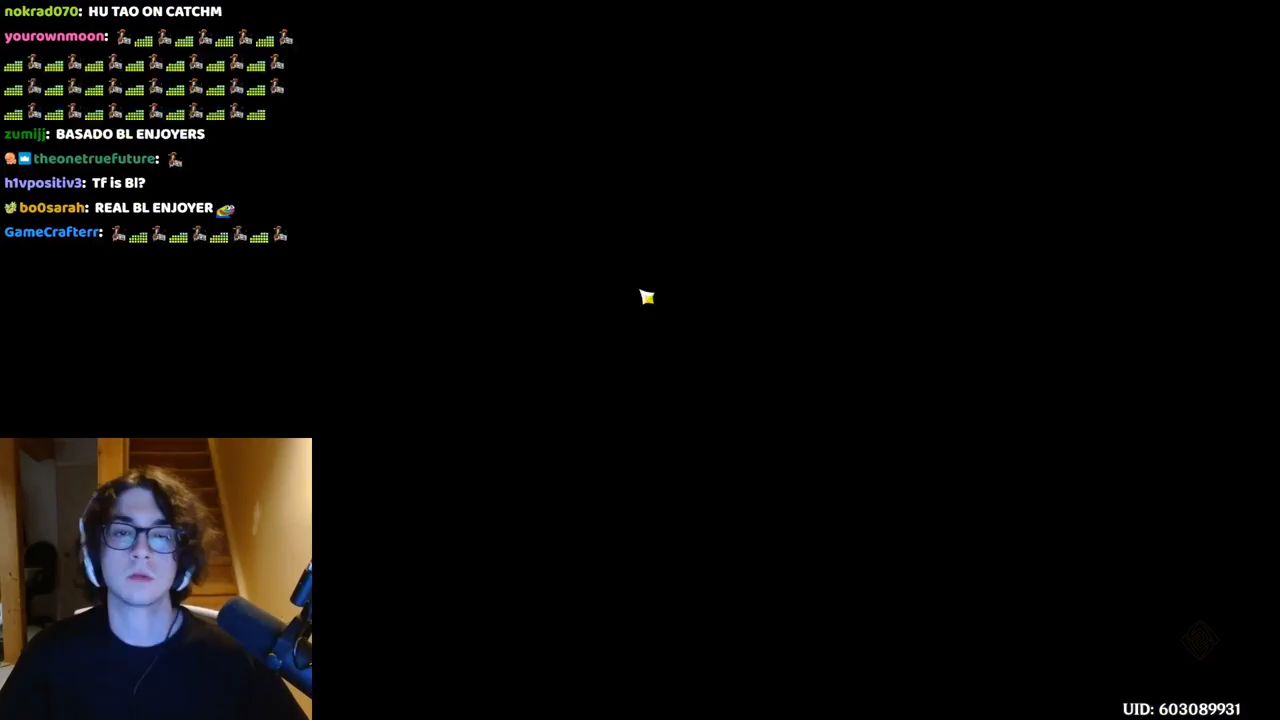 nokrad070: HU TAO ON CATCHM
yourownmoon:
zumijj: BASADO BL ENJOYERS
theonetruefuture:
h1vpositiv3: Tf is Bl?
bo0sarah: REAL BL ENJOYER
GameCrafterr:
UID: 603089931